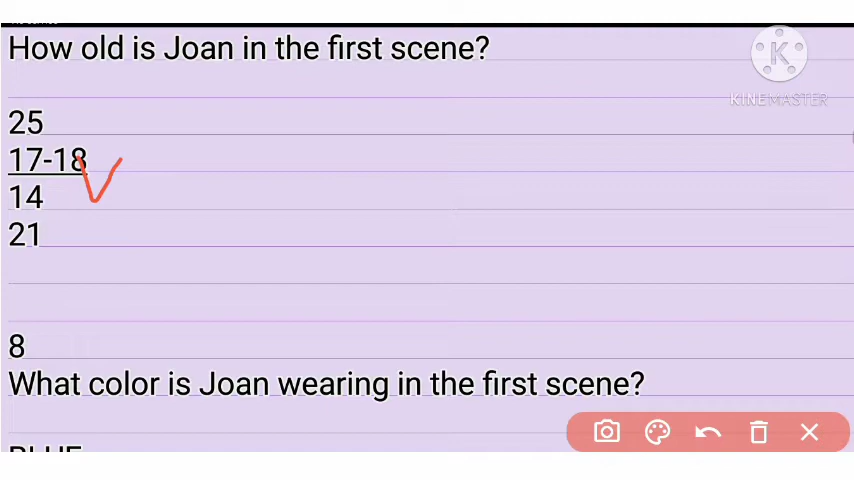 How old is Joan in the first scene?
25
17-18
14
21
8
What color is Joan wearing in the first scene?
BLUE
KINEMASTER